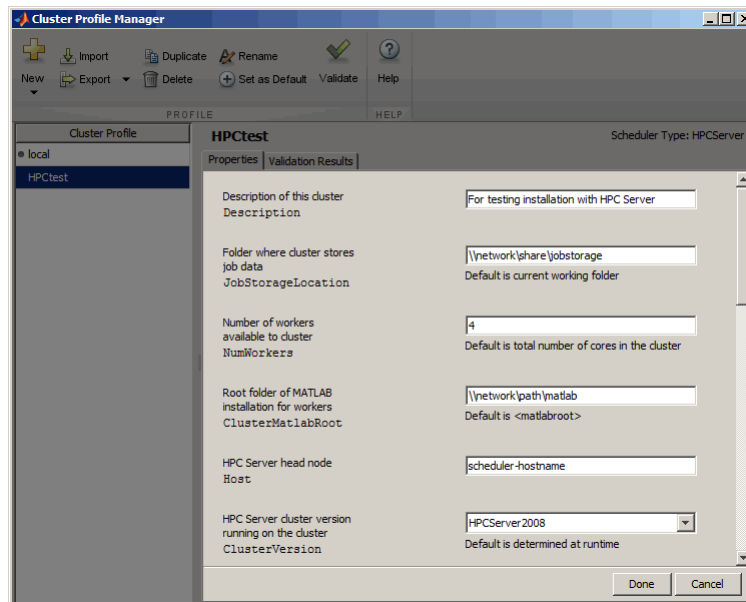 Cluster Profile Manager
New
Import
Export
Duplicate
Delete
Rename
Set as Default
Validate
Help
PROFILE
HELP
Cluster Profile
local
HPCtest
HPCtest
Scheduler Type: HPCServer
Properties
Validation Results
Description of this cluster
Description
For testing installation with HPC Server
Folder where cluster stores
job data
JobStorageLocation
\\network\share\jobstorage
Default is current working folder
Number of workers
available to cluster
NumWorkers
4
Default is total number of cores in the cluster
Root folder of MATLAB
installation for workers
ClusterMatlabRoot
\\network\path\matlab
Default is <matlabroot>
HPC Server head node
Host
scheduler-hostname
HPC Server cluster version
running on the cluster
ClusterVersion
HPCServer2008
Default is determined at runtime
Done
Cancel